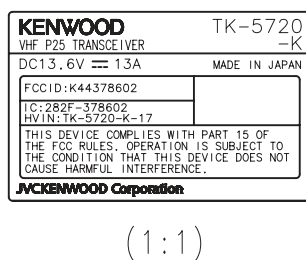 KENWOOD TK-5720
VHF P25 TRANSCEIVER -K
DC13.6V ⎓ 13A MADE IN JAPAN
FCCID:K44378602
IC:282F-378602
HVIN:TK-5720-K-17
THIS DEVICE COMPLIES WITH PART 15 OF
THE FCC RULES. OPERATION IS SUBJECT TO
THE CONDITION THAT THIS DEVICE DOES NOT
CAUSE HARMFUL INTERFERENCE.
JVCKENWOOD Corporation
(1:1)